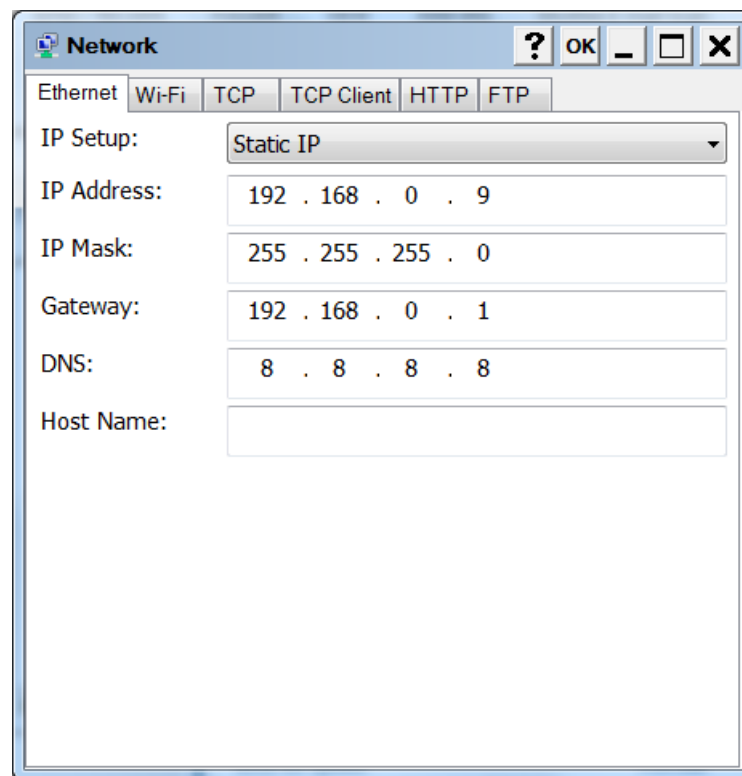 Network ? OK
Ethernet Wi-Fi TCP TCP Client HTTP FTP
IP Setup: Static IP
IP Address: 192 . 168 . 0 . 9
IP Mask: 255 . 255 . 255 . 0
Gateway: 192 . 168 . 0 . 1
DNS: 8 . 8 . 8 . 8
Host Name: